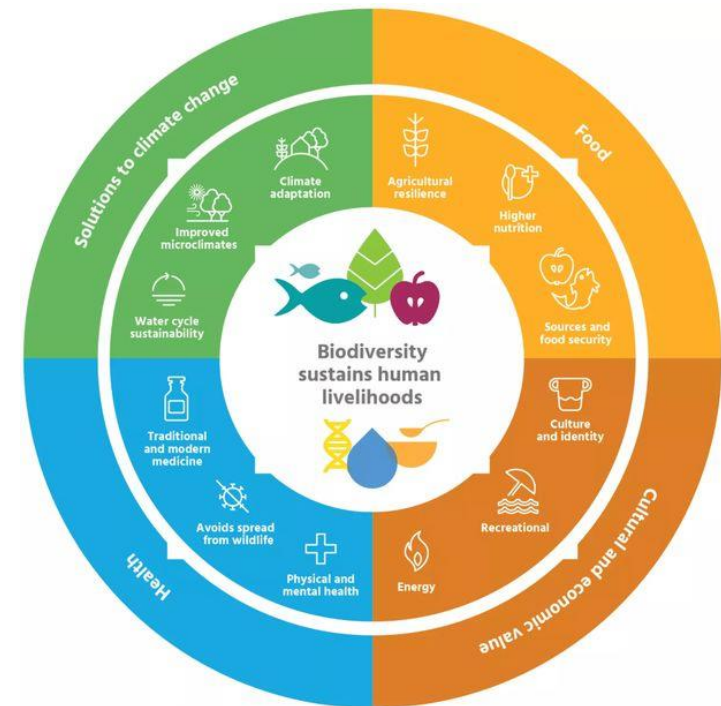 Solutions to climate change
Climate
adaptation
Improved
microclimates
Water cycle
sustainability
Food
Agricultural
resilience
Higher
nutrition
Sources and
food security
Biodiversity
sustains human
livelihoods
Cultural and economic value
Culture
and identity
Recreational
Energy
Health
Traditional
and modern
medicine
Avoids spread
from wildlife
Physical and
mental health